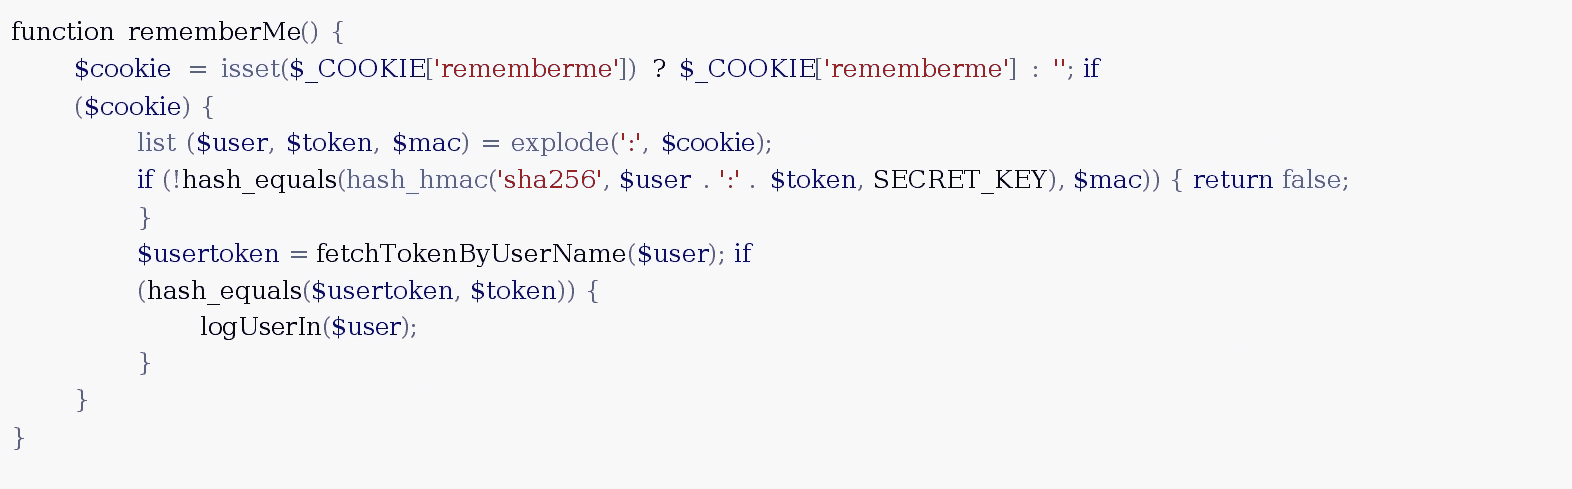 function rememberMe() {
$cookie = isset($_COOKIE['rememberme']) ? $_COOKIE['rememberme'] : ''; if
($cookie) {
list ($user, $token, $mac) = explode(':', $cookie);
if (!hash_equals(hash_hmac('sha256', $user . ':' . $token, SECRET_KEY), $mac)) { return false;
}
$usertoken = fetchTokenByUserName($user); if
(hash_equals($usertoken, $token)) {
logUserIn($user);
}
}
}